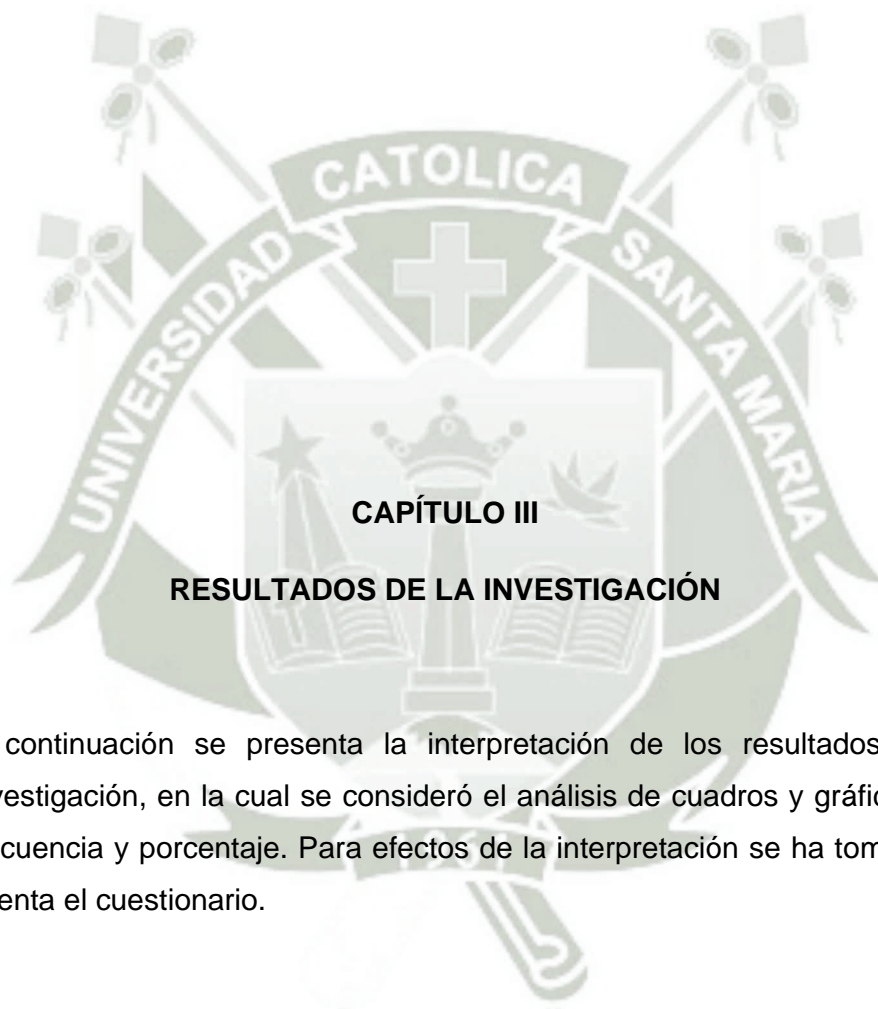 UNIVERSIDAD CATOLICA SANTA MARIA
CAPÍTULO III
RESULTADOS DE LA INVESTIGACIÓN
continuación se presenta la interpretación de los resultados
vestigación, en la cual se consideró el análisis de cuadros y gráfic
cuencia y porcentaje. Para efectos de la interpretación se ha tom
enta el cuestionario.
1961